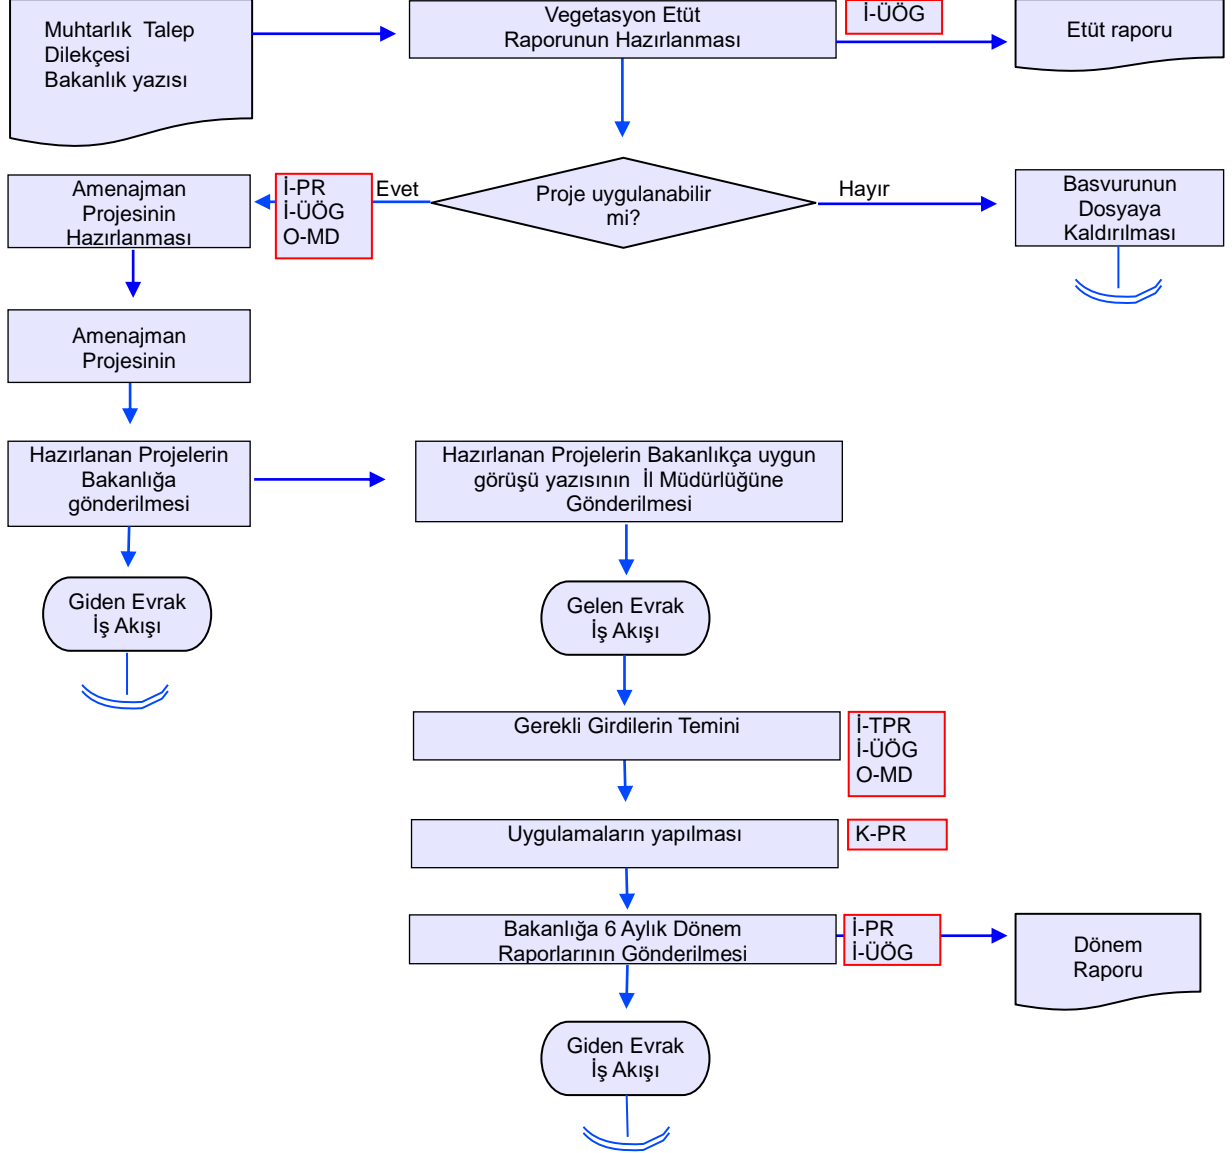 Muhtarlık Talep
Dilekçesi
Bakanlık yazısı
Vegetasyon Etüt
Raporunun Hazırlanması
İ-ÜÖG
Etüt raporu
Amenajman
Projesinin
Hazırlanması
İ-PR
İ-ÜÖG
O-MD
Evet
Proje uygulanabilir
mi?
Hayır
Basvurunun
Dosyaya
Kaldırılması
Amenajman
Projesinin
Hazırlanan Projelerin
Bakanlığa
gönderilmesi
Hazırlanan Projelerin Bakanlıkça uygun
görüşü yazısının İl Müdürlüğüne
Gönderilmesi
Giden Evrak
İş Akışı
Gelen Evrak
İş Akışı
Gerekli Girdilerin Temini
İ-TPR
İ-ÜÖG
O-MD
Uygulamaların yapılması
K-PR
Bakanlığa 6 Aylık Dönem
Raporlarının Gönderilmesi
İ-PR
İ-ÜÖG
Dönem
Raporu
Giden Evrak
İş Akışı